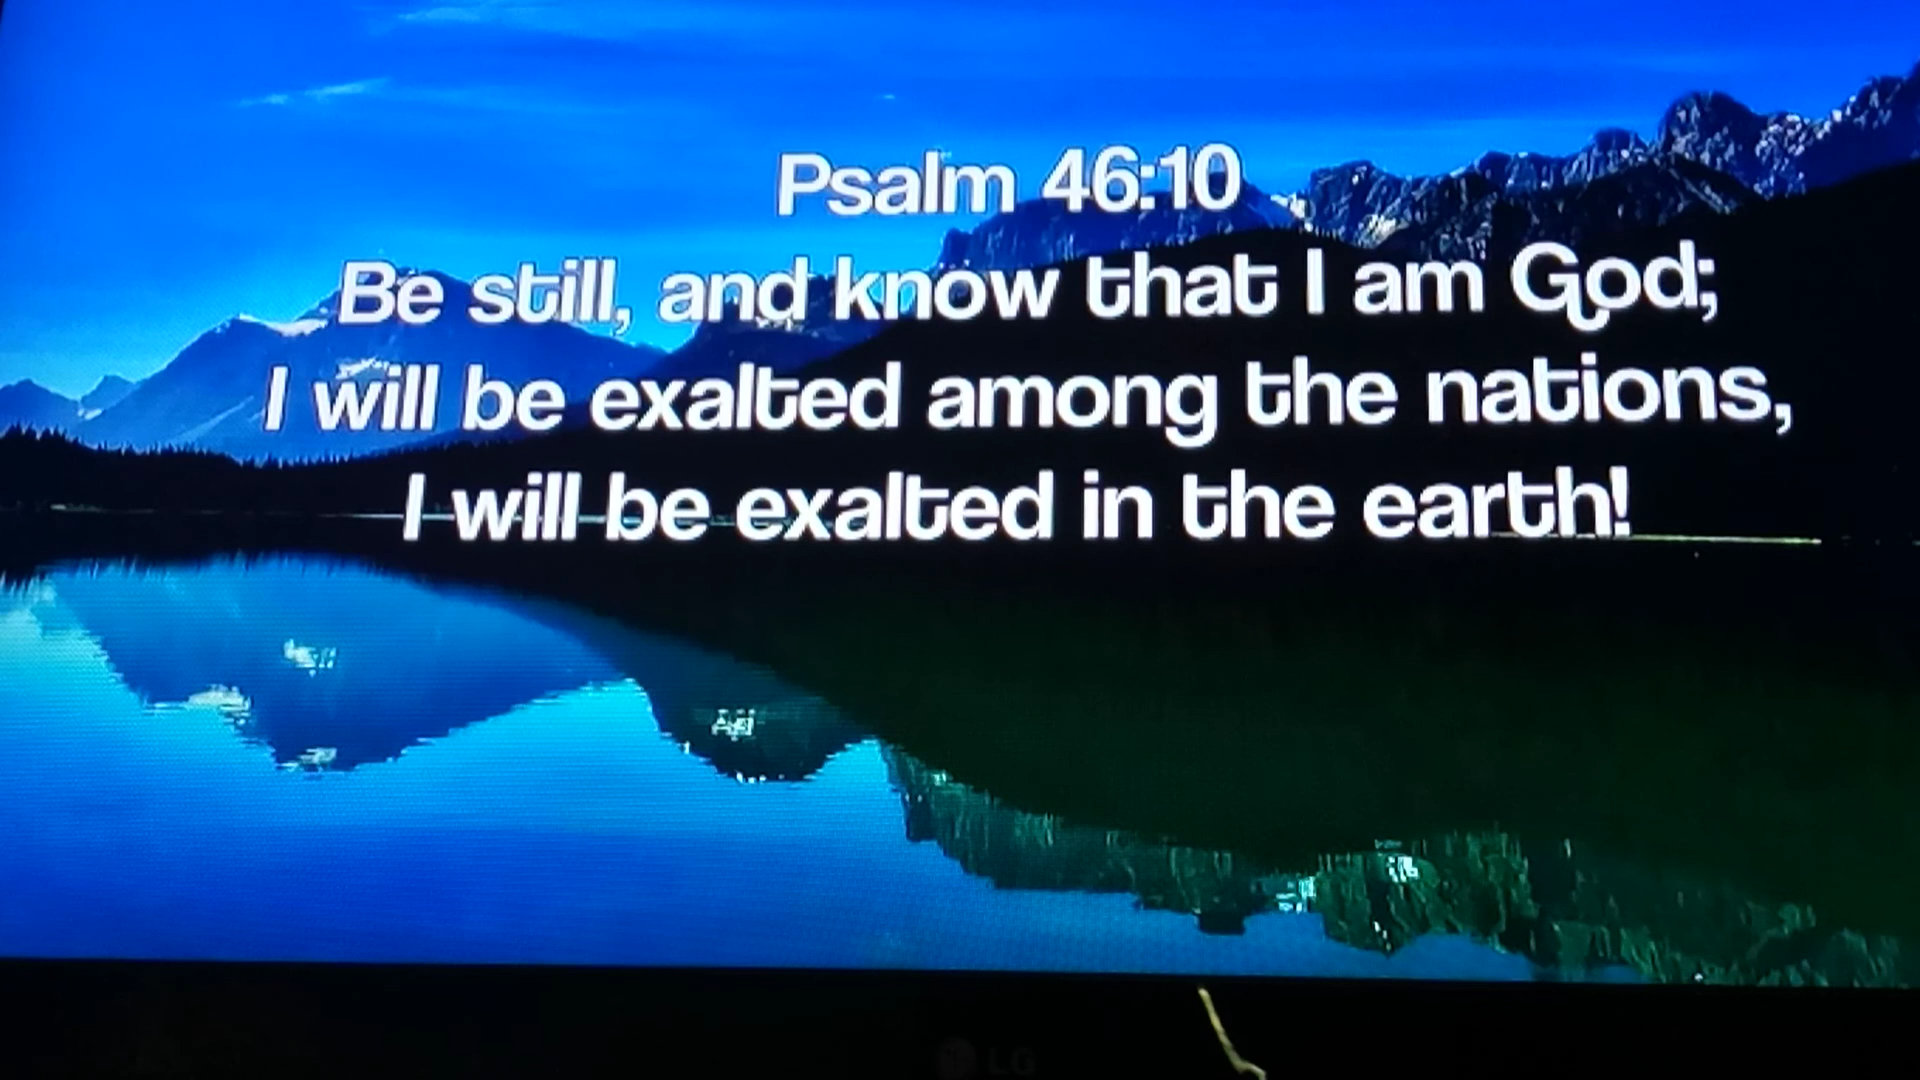 Psalm 46:10
Be still, and know that I am God;
I will be exalted among the nations,
I will be exalted in the earth!
LG